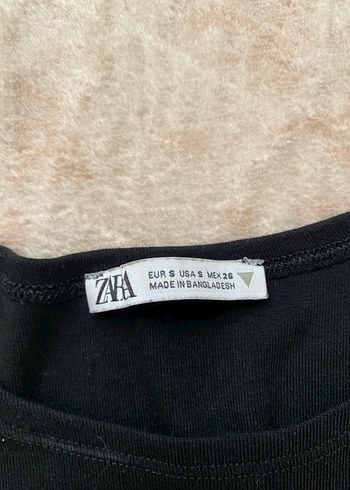 ZARA
EUR S USA S MEX 26
MADE IN BANGLADESH